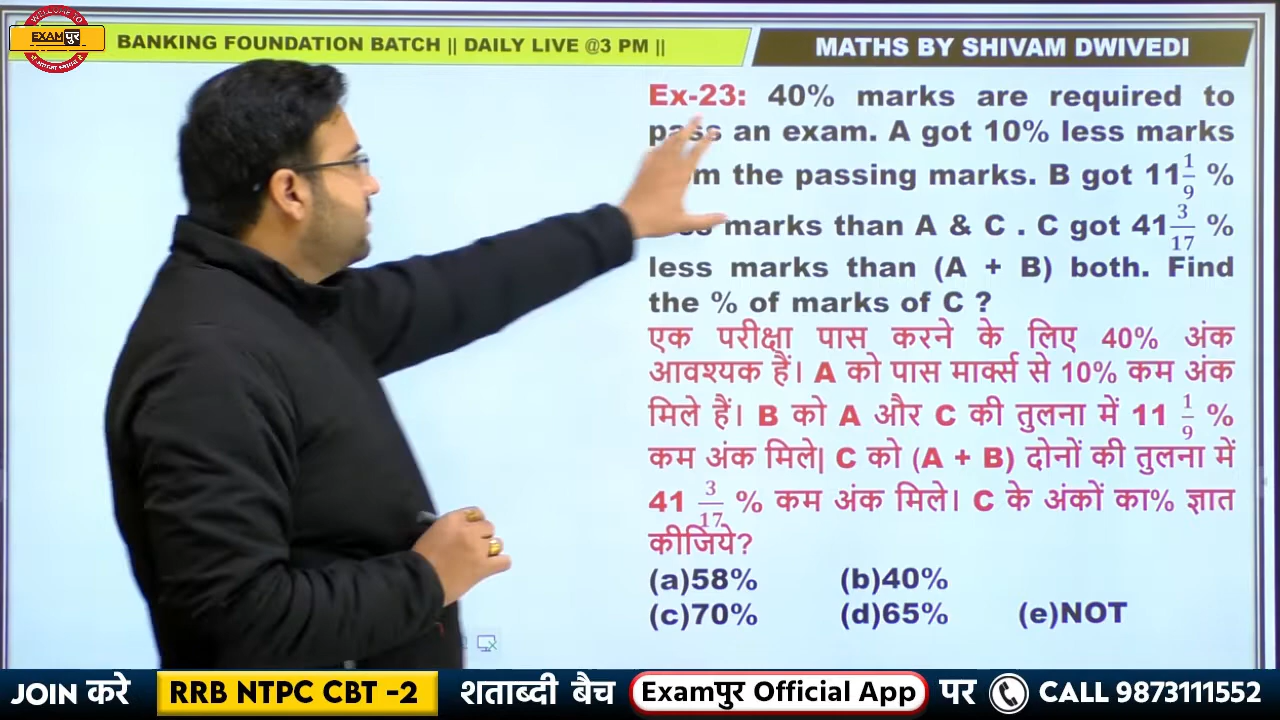 WELCOME TO
EXAMपुर
BANKING FOUNDATION BATCH || DAILY LIVE @3 PM ||
MATHS BY SHIVAM DWIVEDI
Ex-23: 40% marks are required to
pass an exam. A got 10% less marks
the passing marks. B got 11 1/9 %
marks than A & C . C got 41 3/17 %
less marks than (A + B) both. Find
the % of marks of C ?
एक परीक्षा पास करने के लिए 40% अंक
आवश्यक हैं। A को पास मार्क्स से 10% कम अंक
मिले हैं। B को A और C की तुलना में 11 1/9 %
कम अंक मिले| C को (A + B) दोनों की तुलना में
41 3/17 % कम अंक मिले। C के अंकों का% ज्ञात
कीजिये?
(a)58% (b)40%
(c)70% (d)65% (e)NOT
JOIN करे RRB NTPC CBT -2 शताब्दी बैच Examपुर Official App पर CALL 9873111552